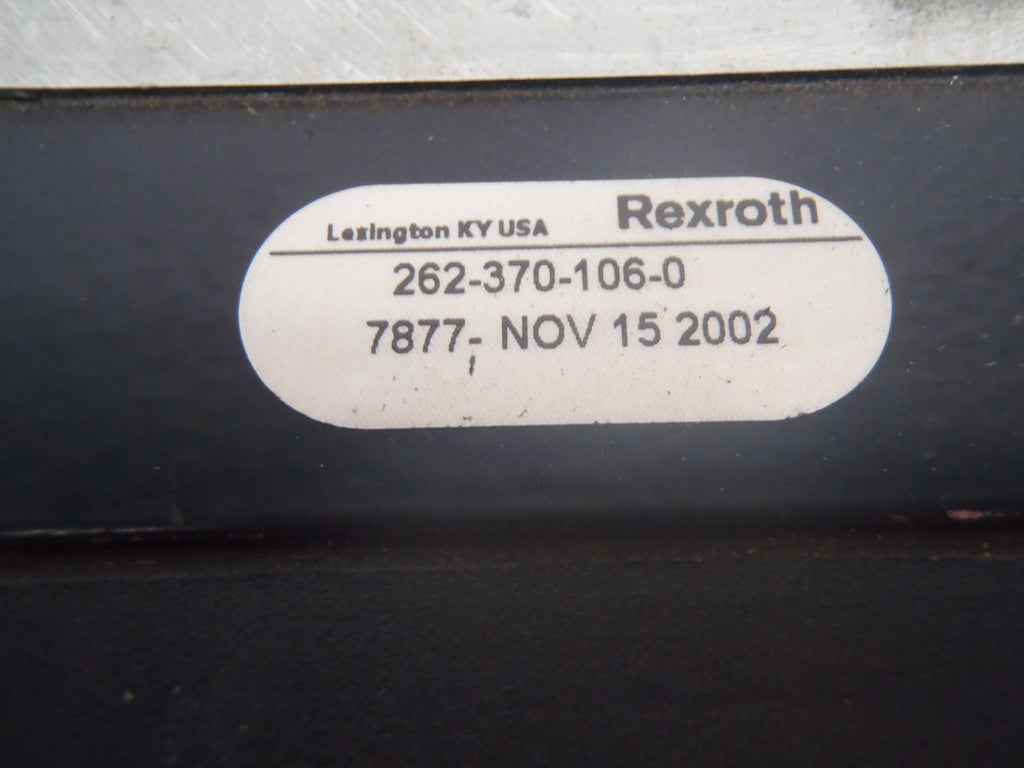 Lexington KY USA Rexroth
262-370-106-0
7877- NOV 15 2002